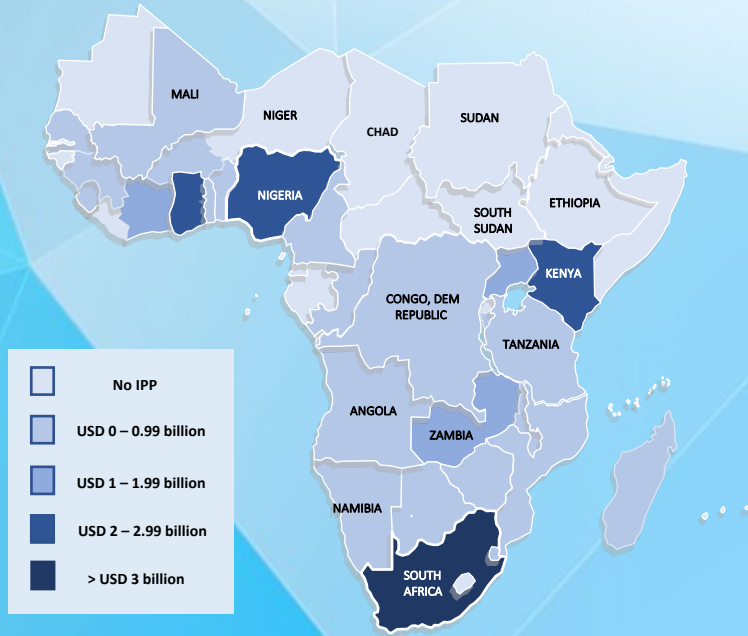 MALI
NIGER
CHAD
SUDAN
NIGERIA
SOUTH
SUDAN
ETHIOPIA
KENYA
CONGO, DEM
REPUBLIC
TANZANIA
ANGOLA
ZAMBIA
NAMIBIA
SOUTH
AFRICA
No IPP
USD 0 – 0.99 billion
USD 1 – 1.99 billion
USD 2 – 2.99 billion
> USD 3 billion